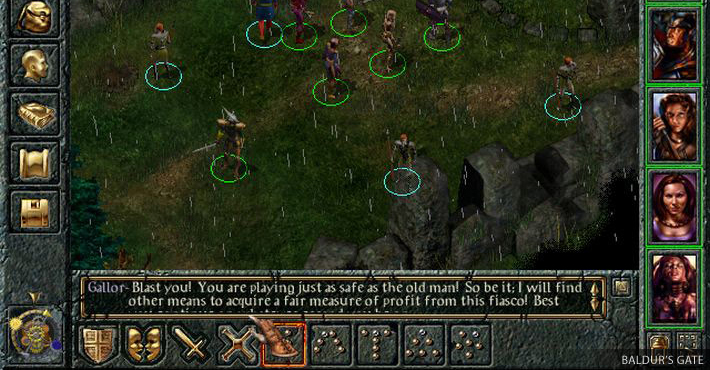 Gallor- Blast you! You are playing just as safe as the old man! So be it; I will find
other means to acquire a fair measure of profit from this fiasco! Best
BALDUR'S GATE